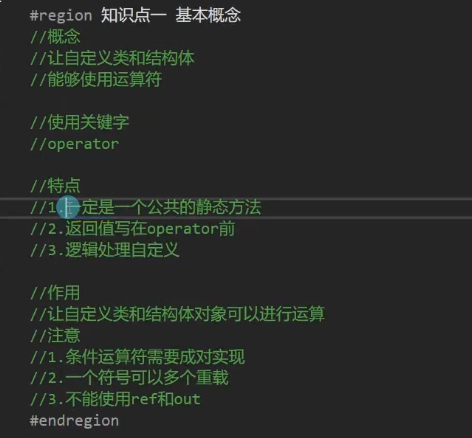 #region 知识点一 基本概念
//概念
//让自定义类和结构体
//能够使用运算符
//使用关键字
//operator
//特点
//1.一定是一个公共的静态方法
//2.返回值写在operator前
//3.逻辑处理自定义
//作用
//让自定义类和结构体对象可以进行运算
//注意
//1.条件运算符需要成对实现
//2.一个符号可以多个重载
//3.不能使用ref和out
#endregion